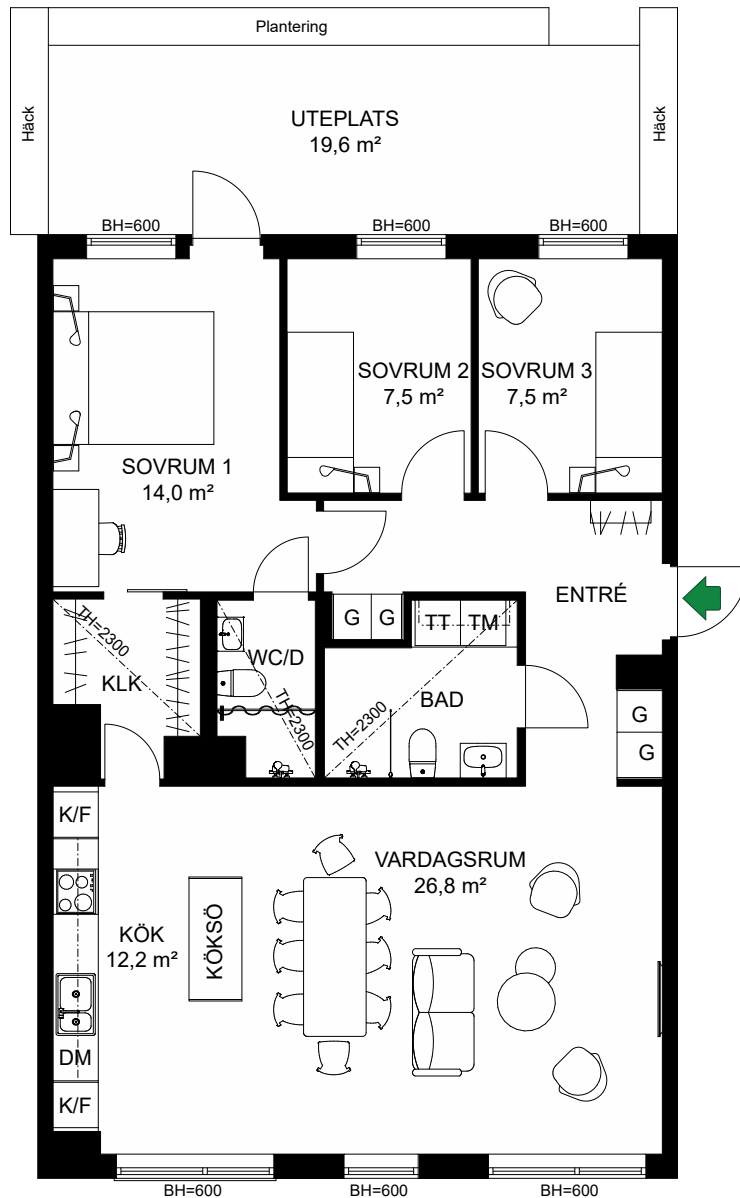 Plantering
Häck
Häck
UTEPLATS
19,6 m²
BH=600
BH=600
BH=600
SOVRUM 2
7,5 m²
SOVRUM 3
7,5 m²
SOVRUM 1
14,0 m²
ENTRÉ
G
G
TT
TM
TH=2300
KLK
WC/D
TH=2300
TH=2300
BAD
G
G
K/F
VARDAGSRUM
26,8 m²
KÖK
12,2 m²
KÖKSÖ
DM
K/F
BH=600
BH=600
BH=600